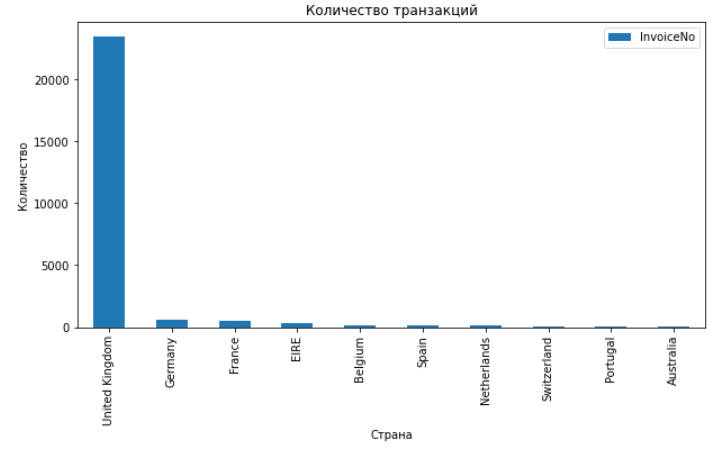 Количество транзакций
InvoiceNo
Количество
20000
15000
10000
5000
0
United Kingdom
Germany
France
EIRE
Belgium
Spain
Netherlands
Switzerland
Portugal
Australia
Страна